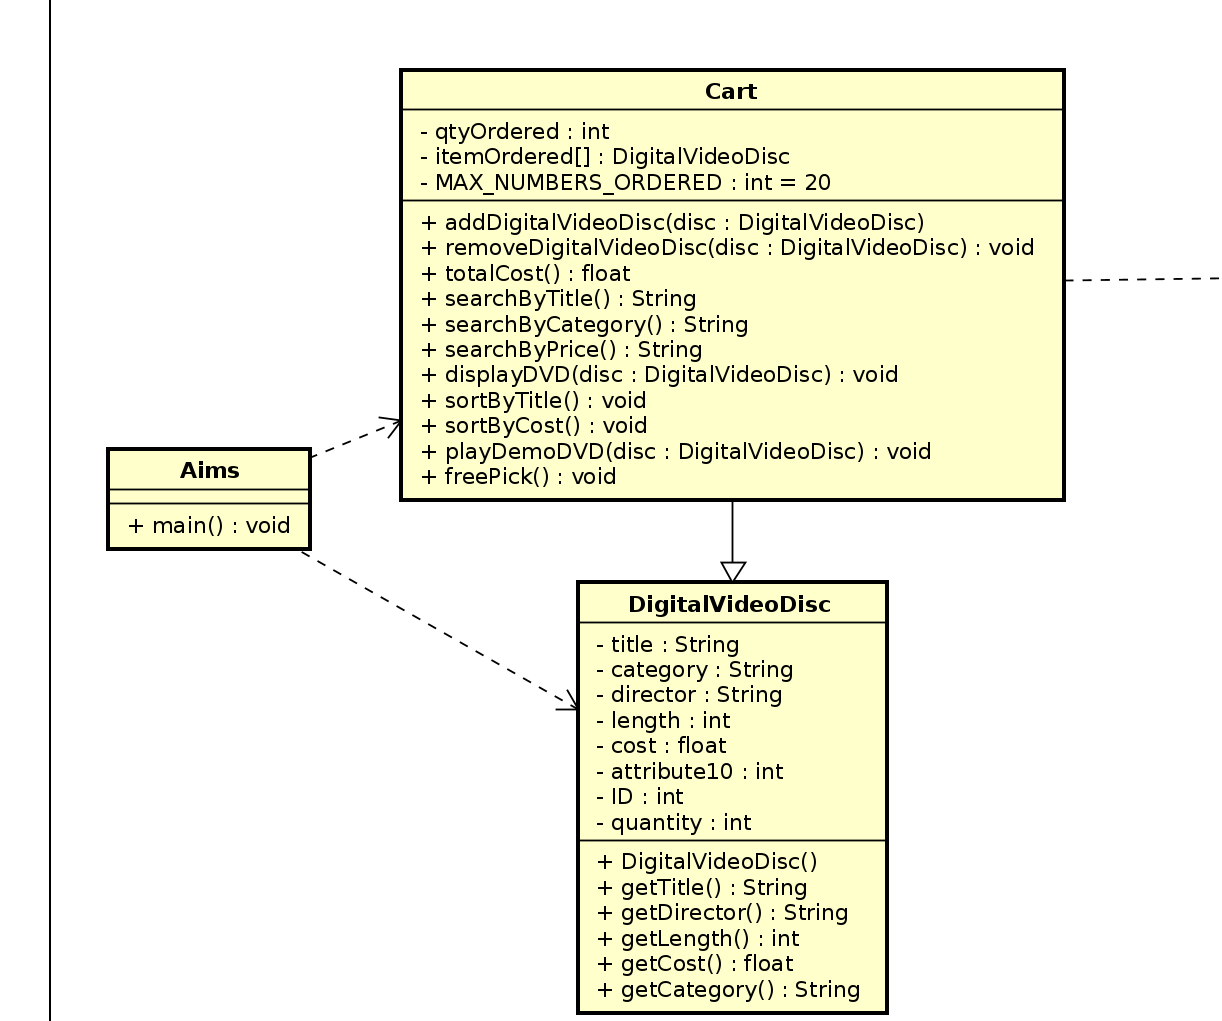 Cart
- qtyOrdered : int
- itemOrdered[] : DigitalVideoDisc
- MAX_NUMBERS_ORDERED : int = 20
+ addDigitalVideoDisc(disc : DigitalVideoDisc)
+ removeDigitalVideoDisc(disc : DigitalVideoDisc) : void
+ totalCost() : float
+ searchByTitle() : String
+ searchByCategory() : String
+ searchByPrice() : String
+ displayDVD(disc : DigitalVideoDisc) : void
+ sortByTitle() : void
+ sortByCost() : void
+ playDemoDVD(disc : DigitalVideoDisc) : void
+ freePick() : void
Aims
+ main() : void
DigitalVideoDisc
- title : String
- category : String
- director : String
- length : int
- cost : float
- attribute10 : int
- ID : int
- quantity : int
+ DigitalVideoDisc()
+ getTitle() : String
+ getDirector() : String
+ getLength() : int
+ getCost() : float
+ getCategory() : String